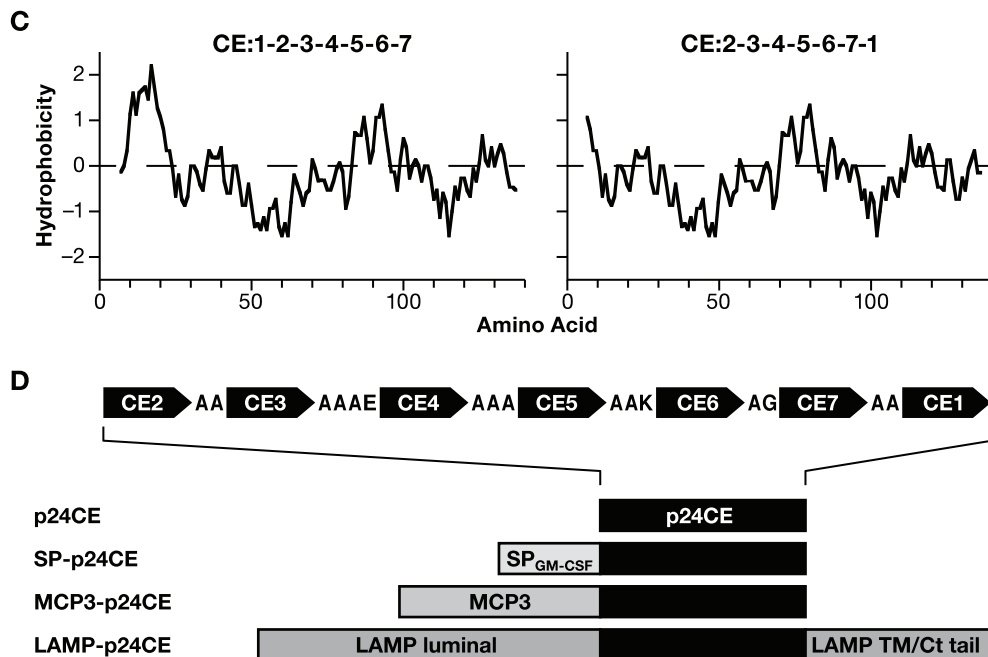 C
CE:1-2-3-4-5-6-7 CE:2-3-4-5-6-7-1
Hydrophobicity
2
1
0
−1
−2
0 50 100 0 50 100
Amino Acid
D
CE2 AA CE3 AAAE CE4 AAA CE5 AAK CE6 AG CE7 AA CE1
p24CE p24CE
SP-p24CE SPGM-CSF
MCP3-p24CE MCP3
LAMP-p24CE LAMP luminal LAMP TM/Ct tail